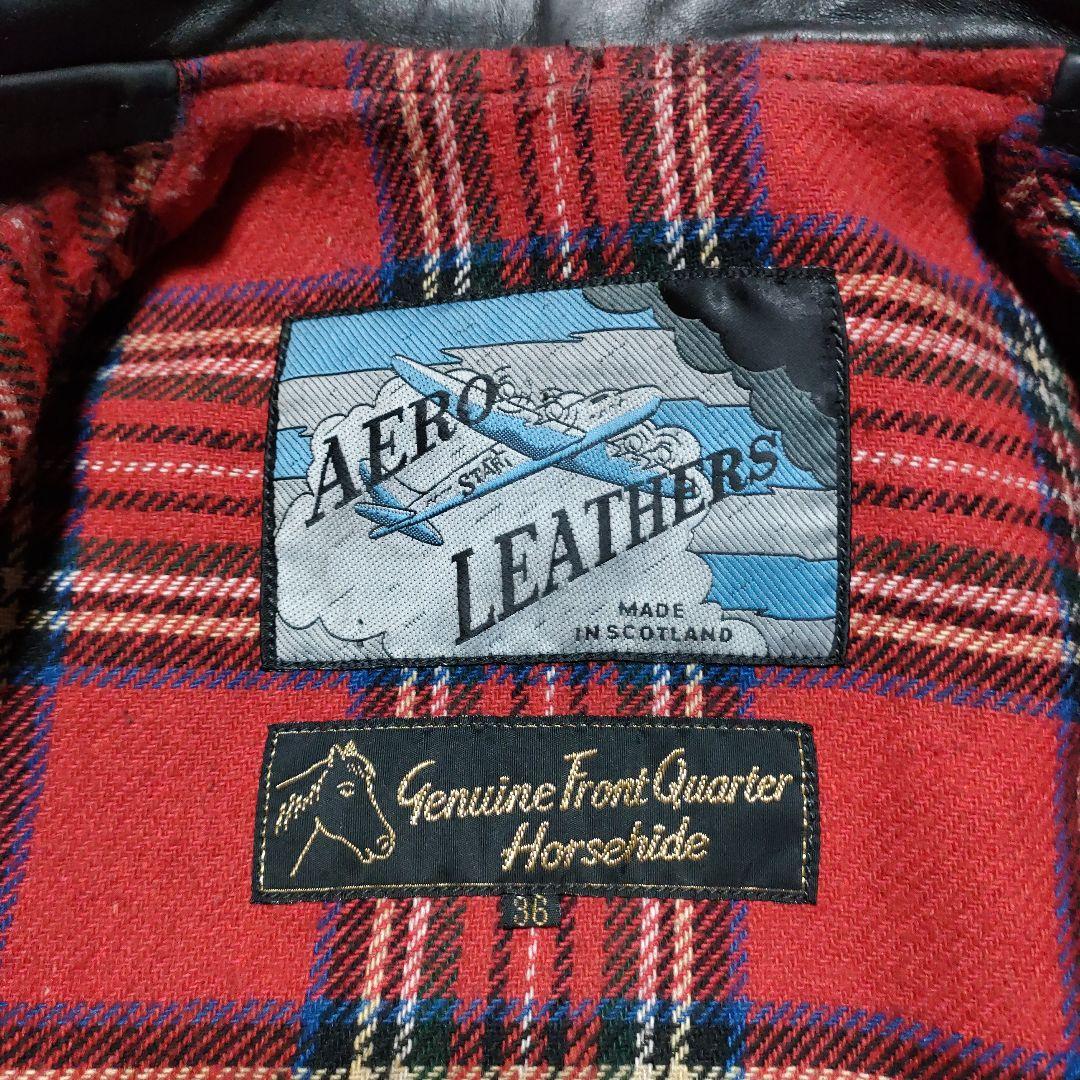 AERO
STAR
LEATHERS
MADE
IN SCOTLAND
Genuine Front Quarter
Horsehide
36